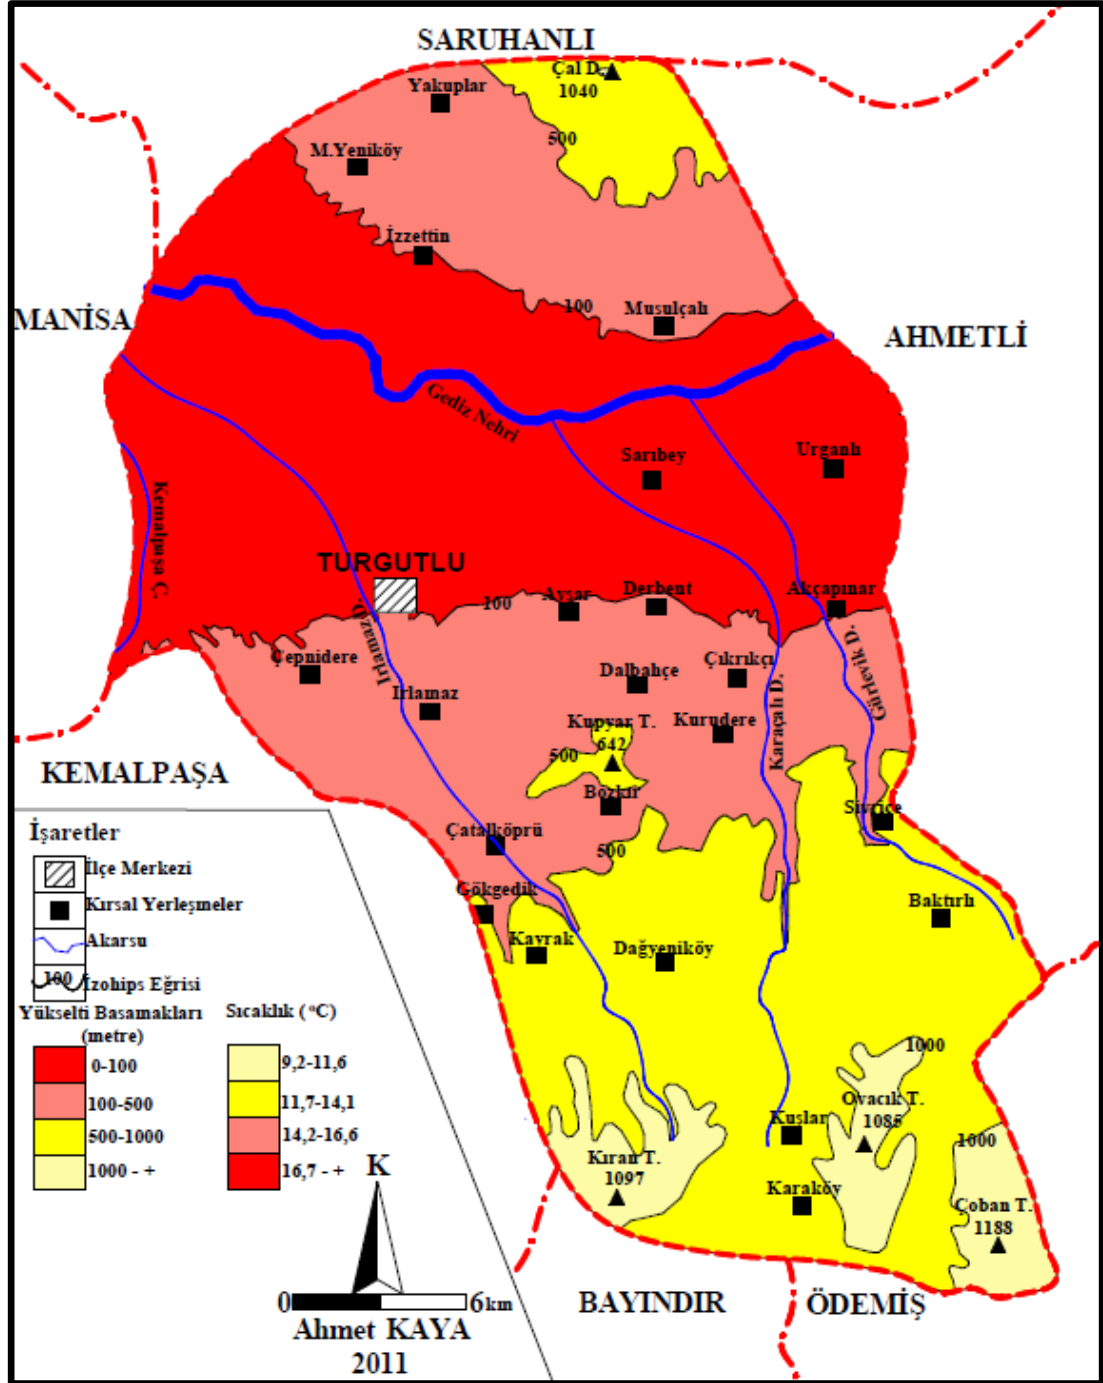 SARUHANLI
Çal D.
1040
Yakuplar
500
M.Yeniköy
İzzettin
100
Musulçalı
MANİSA
AHMETLİ
Gediz Nehri
Sarıbey
Urganlı
Kemalpaşa Ç.
TURGUTLU
100
Avşar
Derbent
Akçapınar
Irlamaz D.
Çepnidere
Irlamaz
Dalbahçe
Çıkrıkçı
Karaçalı D.
Gürlevik D.
Kupyar T.
642
500
Kurudere
Bozkır
KEMALPAŞA
Sivrice
Çatalköprü
500
Gökgedik
Baktırlı
Kayrak
Dağyeniköy
İşaretler
İlçe Merkezi
Kırsal Yerleşmeler
Akarsu
100
İzohips Eğrisi
Yükselti Basamakları
(metre)
0-100
100-500
500-1000
1000 - +
Sıcaklık (°C)
9,2-11,6
11,7-14,1
14,2-16,6
16,7 - +
1000
Ovacık T.
1085
Kuşlar
1000
Kıran T.
1097
Karaköy
Çoban T.
1188
K
0
6km
Ahmet KAYA
2011
BAYINDIR
ÖDEMİŞ